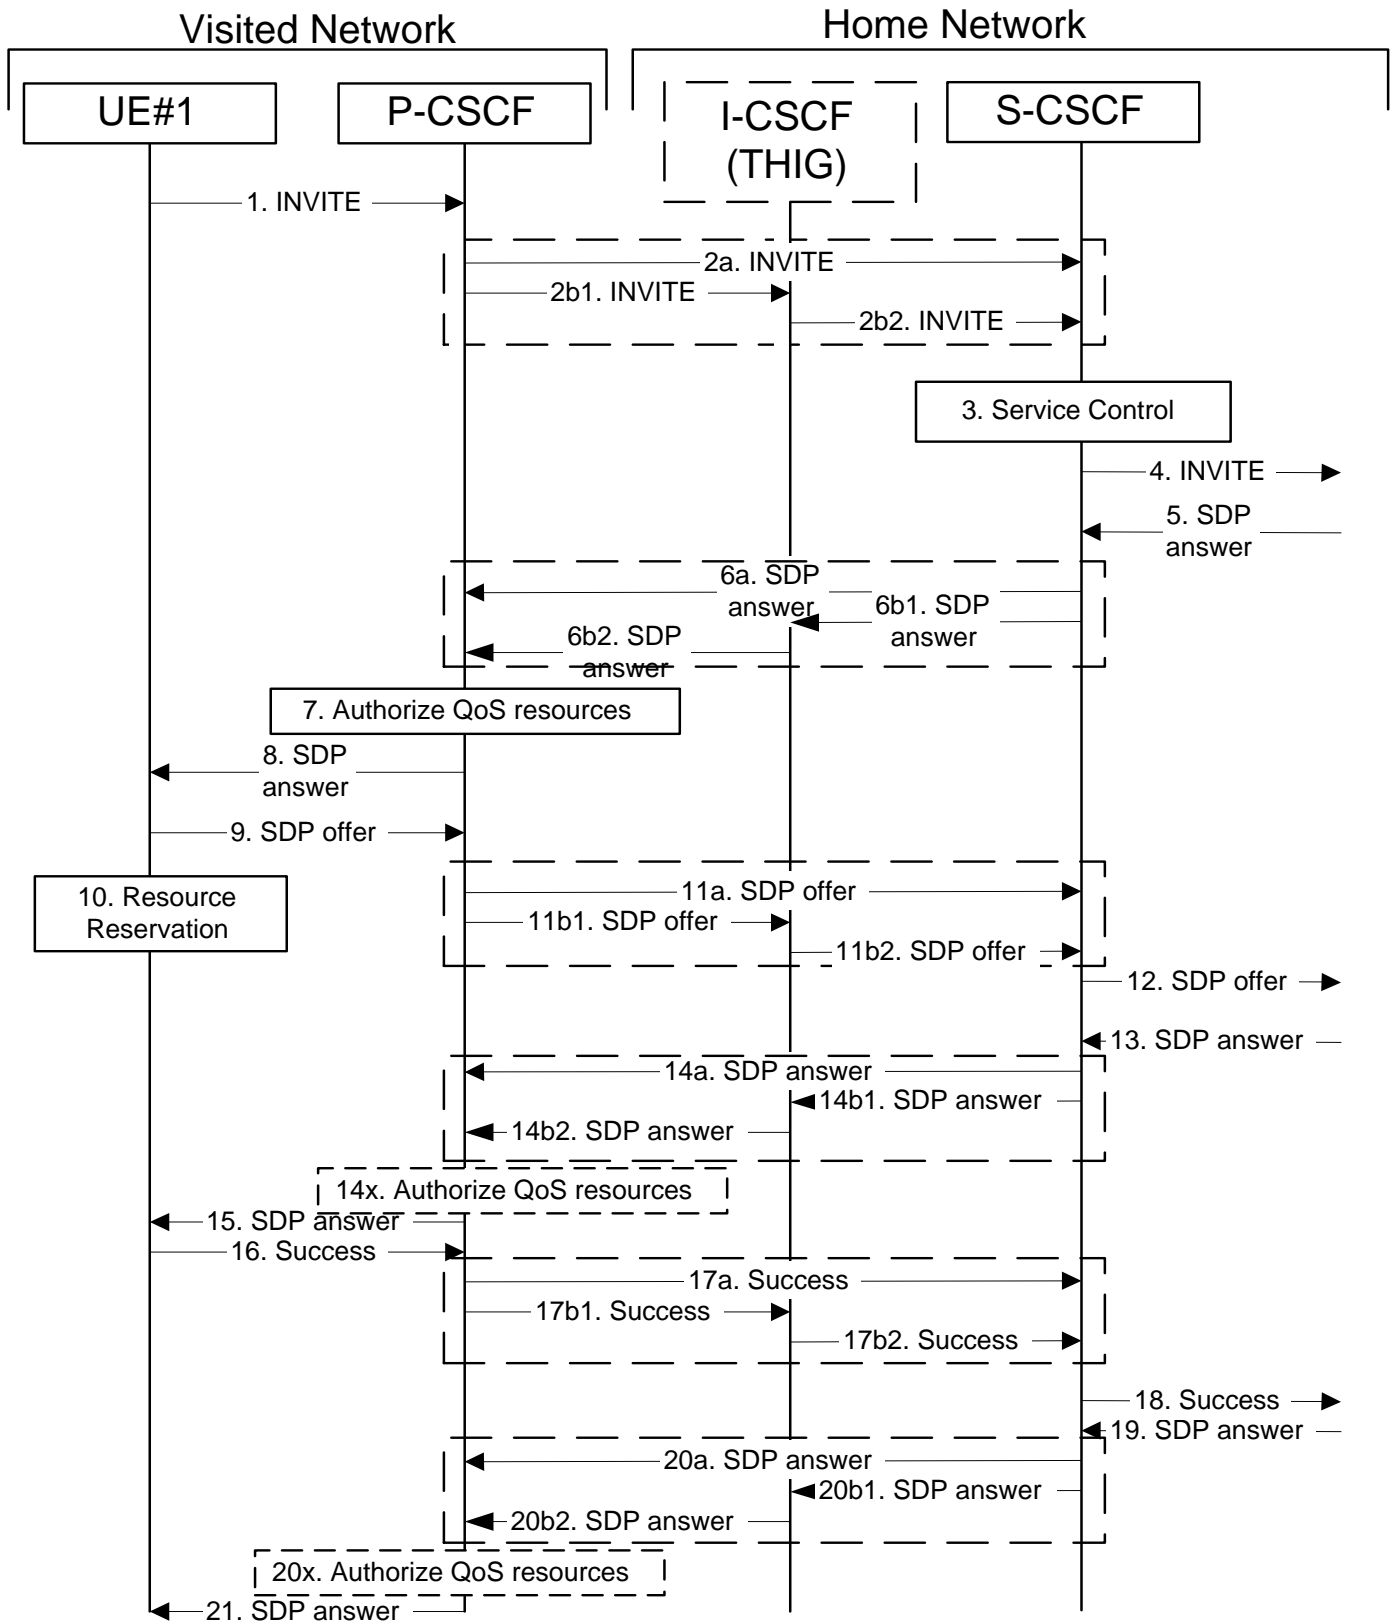 Visited Network
Home Network
UE#1
P-CSCF
I-CSCF
(THIG)
S-CSCF
1. INVITE
2a. INVITE
2b1. INVITE
2b2. INVITE
3. Service Control
4. INVITE
5. SDP
answer
6a. SDP
answer
6b1. SDP
answer
6b2. SDP
answer
7. Authorize QoS resources
8. SDP
answer
9. SDP offer
10. Resource
Reservation
11a. SDP offer
11b1. SDP offer
11b2. SDP offer
12. SDP offer
13. SDP answer
14a. SDP answer
14b1. SDP answer
14b2. SDP answer
14x. Authorize QoS resources
15. SDP answer
16. Success
17a. Success
17b1. Success
17b2. Success
18. Success
19. SDP answer
20a. SDP answer
20b1. SDP answer
20b2. SDP answer
20x. Authorize QoS resources
21. SDP answer